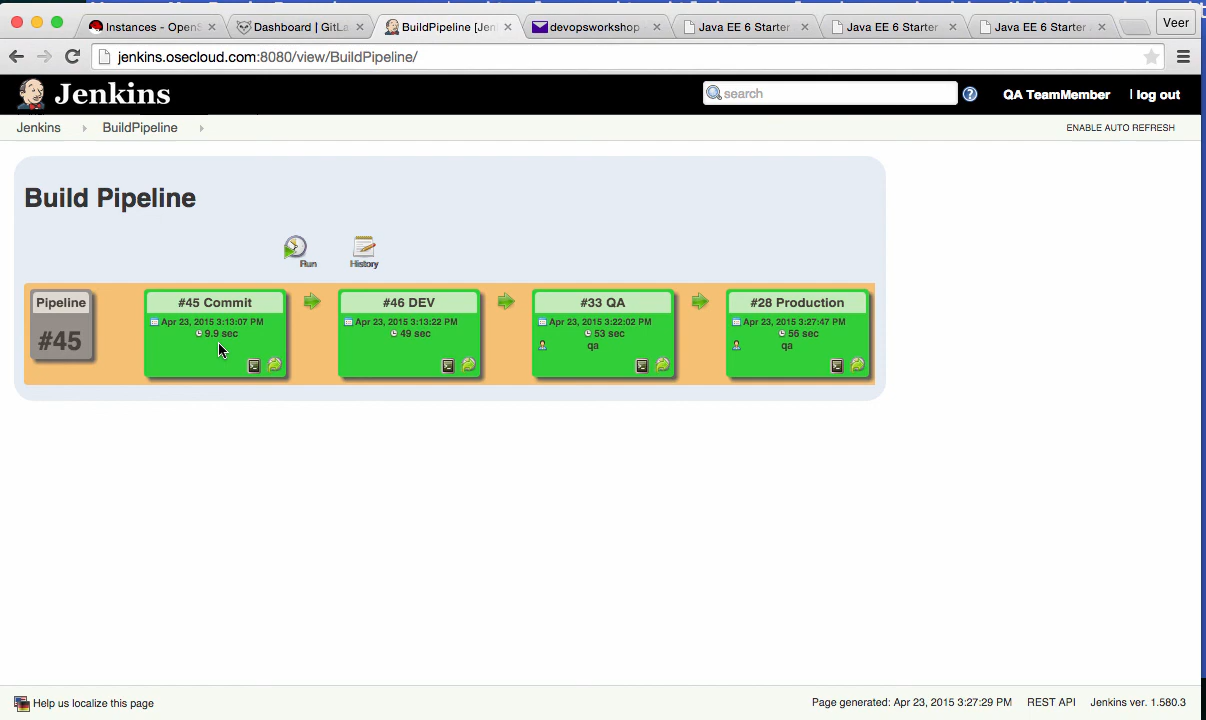 Instances - OpenS
Dashboard | GitLa
BuildPipeline [Jen
devopsworkshop
Java EE 6 Starter
Java EE 6 Starter
Java EE 6 Starter
Veer
jenkins.osecloud.com:8080/view/BuildPipeline/
Jenkins
search
QA TeamMember
| log out
Jenkins
BuildPipeline
ENABLE AUTO REFRESH
Build Pipeline
Run
History
Pipeline
#45
#45 Commit
Apr 23, 2015 3:13:07 PM
9.9 sec
#46 DEV
Apr 23, 2015 3:13:22 PM
49 sec
#33 QA
Apr 23, 2015 3:22:02 PM
53 sec
qa
#28 Production
Apr 23, 2015 3:27:47 PM
56 sec
qa
Help us localize this page
Page generated: Apr 23, 2015 3:27:29 PM
REST API
Jenkins ver. 1.580.3